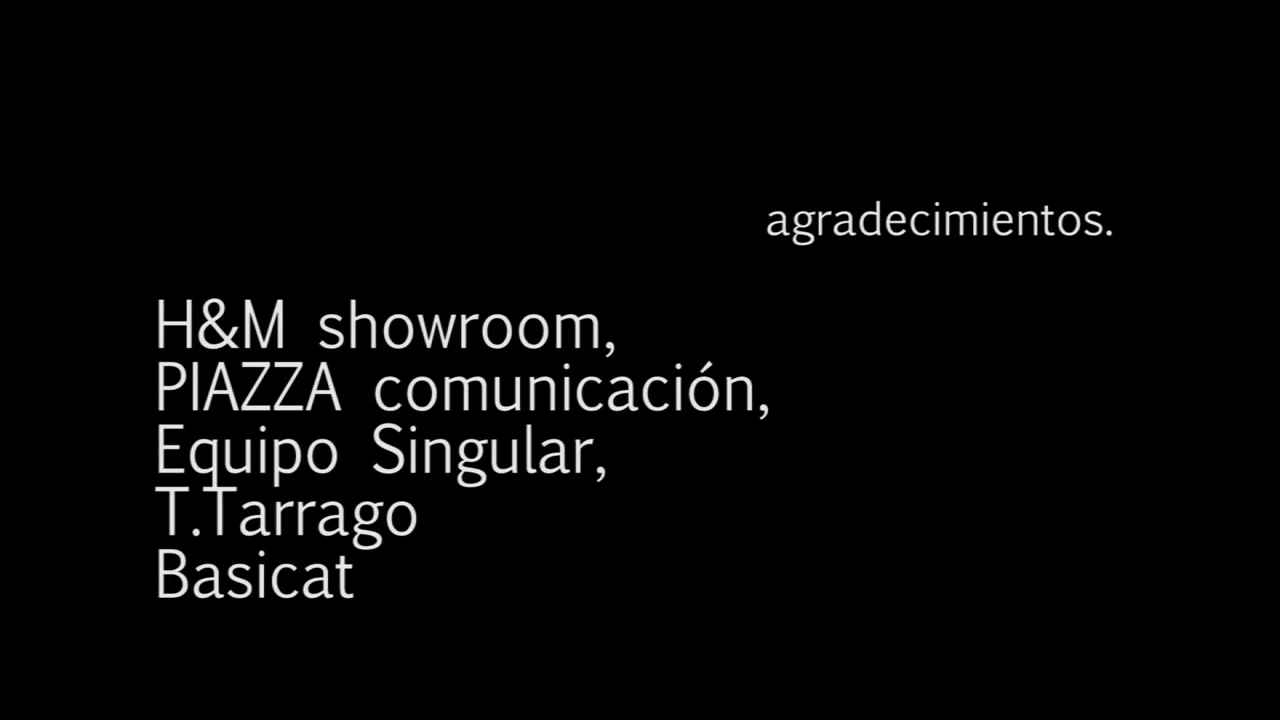 agradecimientos.
H&M showroom,
PIAZZA comunicación,
Equipo Singular,
T.Tarrago
Basicat